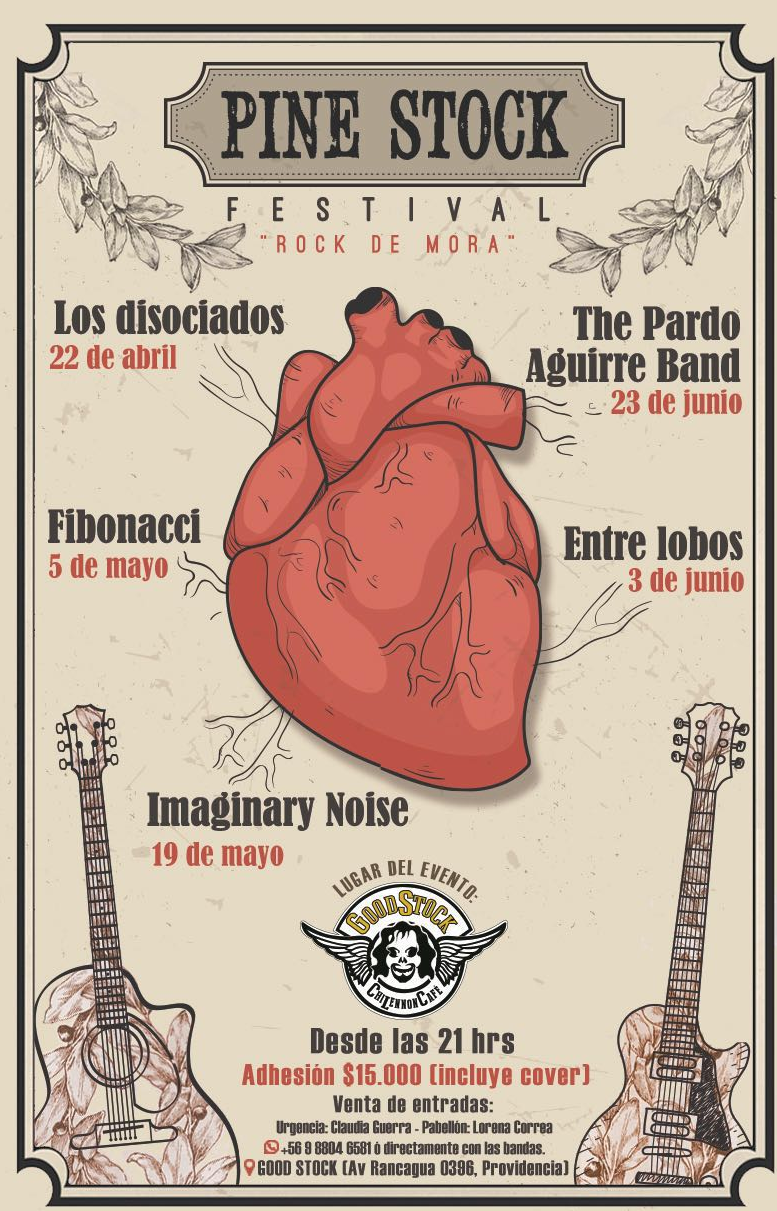 PINE STOCK
FESTIVAL
"ROCK DE MORA"
Los disociados
22 de abril
The Pardo
Aguirre Band
23 de junio
Fibonacci
5 de mayo
Entre lobos
3 de junio
Imaginary Noise
19 de mayo
LUGAR DEL EVENTO:
GOODSTOCK
CHILENNONCAFÉ
Desde las 21 hrs
Adhesión $15.000 (incluye cover)
Venta de entradas:
Urgencia: Claudia Guerra - Pabellón: Lorena Correa
+56 9 8804 6581 ó directamente con las bandas.
GOOD STOCK (Av Rancagua 0396, Providencia)